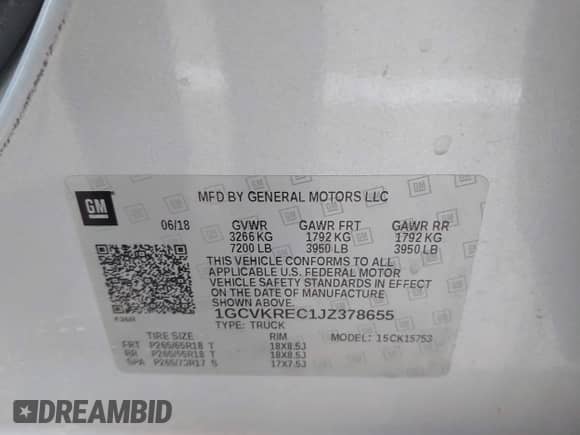 GM
MFD BY GENERAL MOTORS LLC
06/18 GVWR GAWR FRT GAWR RR
3266 KG 1792 KG 1792 KG
7200 LB 3950 LB 3950 LB
THIS VEHICLE CONFORMS TO ALL
APPLICABLE U.S. FEDERAL MOTOR
VEHICLE SAFETY STANDARDS IN EFFECT
ON THE DATE OF MANUFACTURE
SHOWN ABOVE.
1GCVKREC1JZ378655
TYPE: TRUCK MODEL: 15CK15753
TIRE SIZE RIM
FRT P265/65R18 T 18X8.5J
RR P265/65R18 T 18X8.5J
SPA P265/70R17 S 17X7.5J
DREAMBID